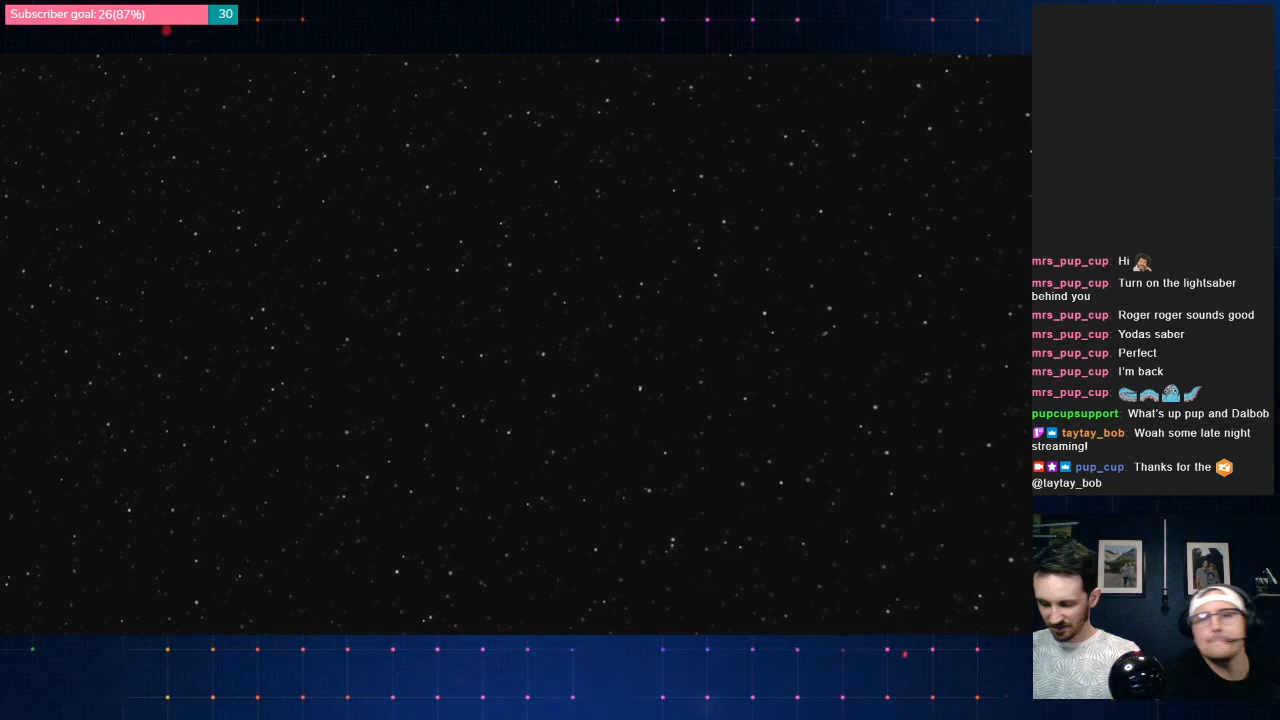 Subscriber goal: 26(87%) 30
mrs_pup_cup: Hi
mrs_pup_cup: Turn on the lightsaber
behind you
mrs_pup_cup: Roger roger sounds good
mrs_pup_cup: Yodas saber
mrs_pup_cup: Perfect
mrs_pup_cup: I'm back
mrs_pup_cup:
pupcupsupport: What's up pup and Dalbob
taytay_bob: Woah some late night
streaming!
pup_cup: Thanks for the
@taytay_bob